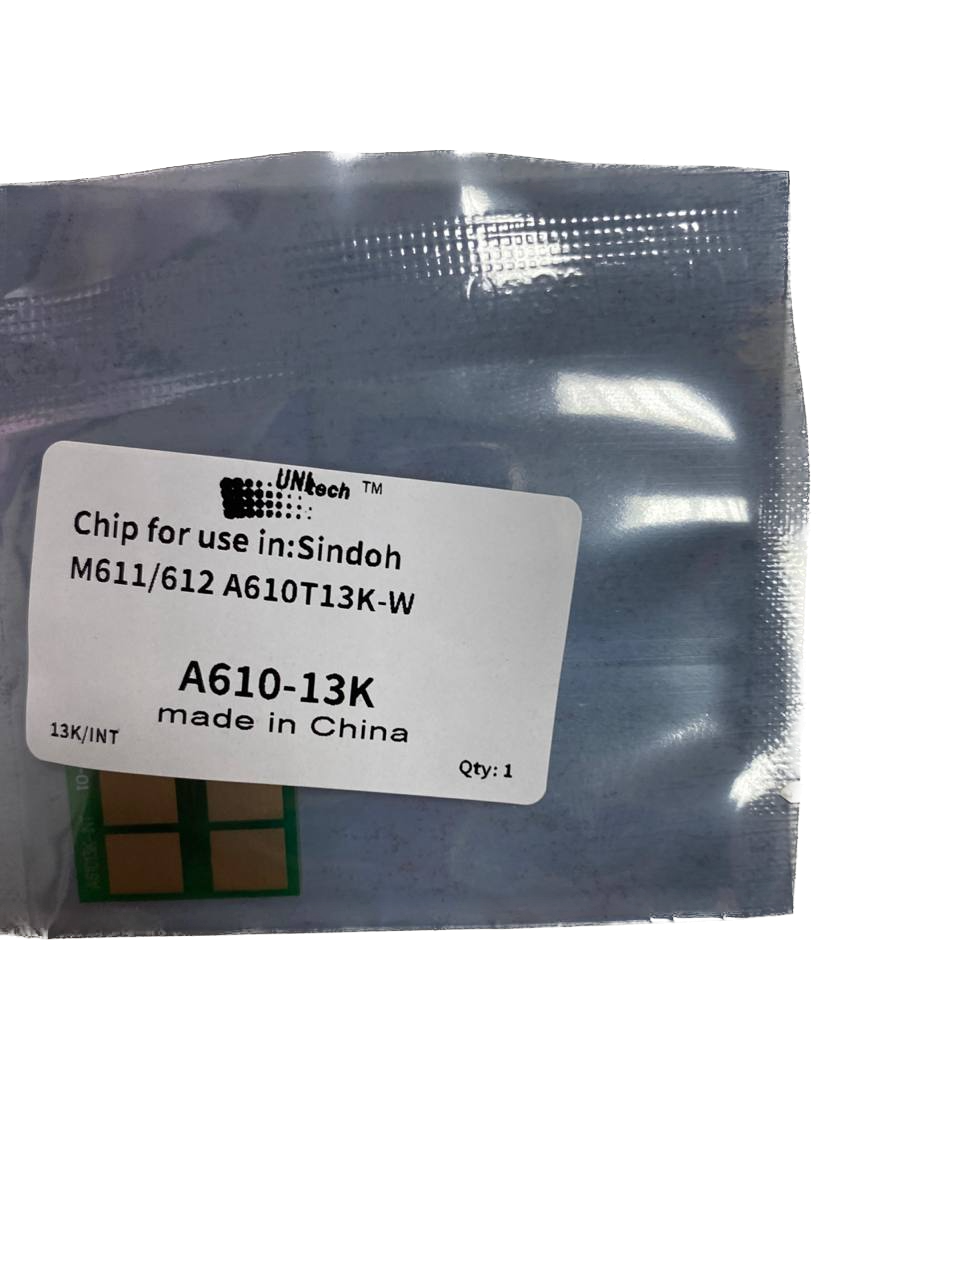 UNItech ™
Chip for use in:Sindoh
M611/612 A610T13K-W
A610-13K
made in China
13K/INT
Qty: 1